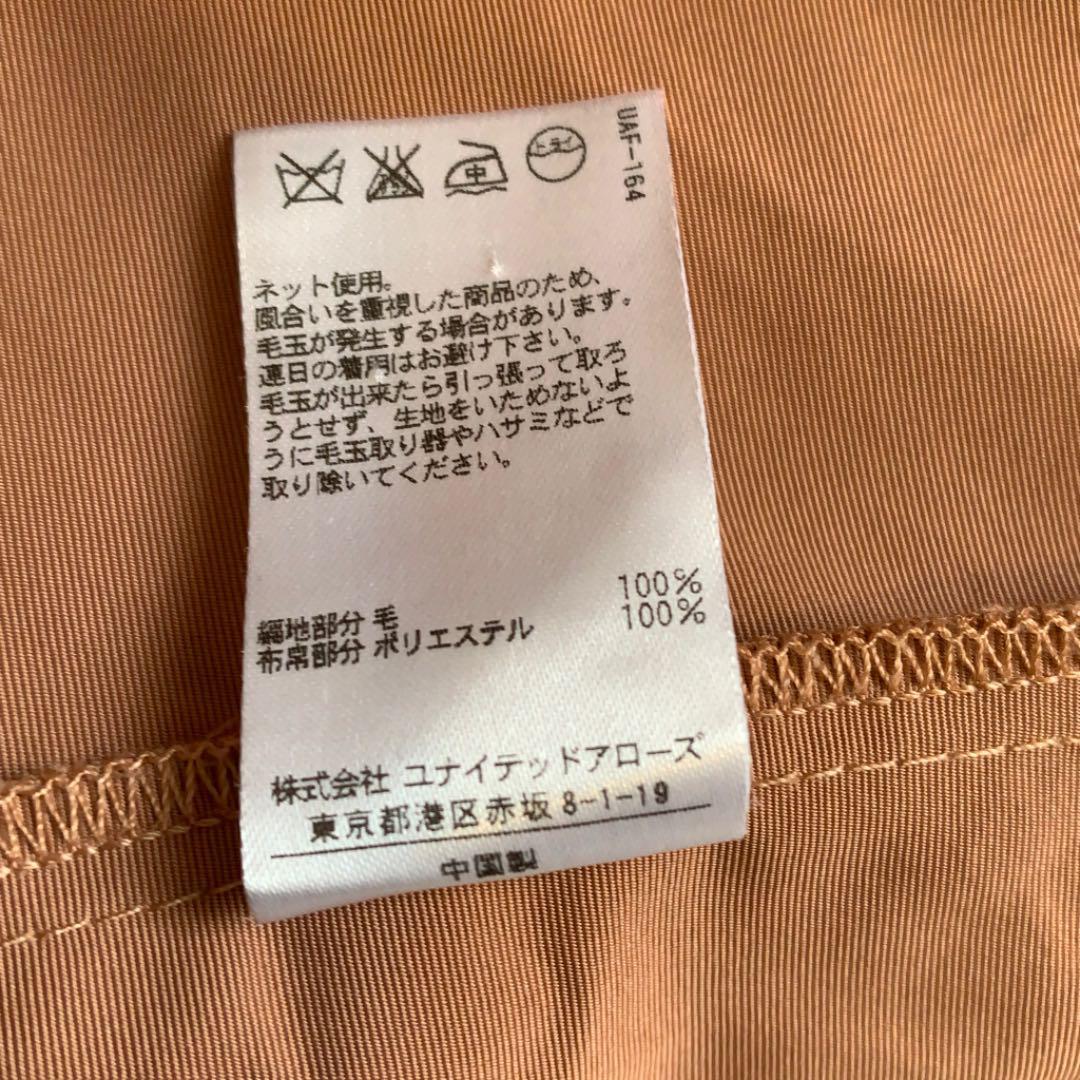 中
ドライ
UAF-164
ネット使用。
風合いを重視した商品のため、
毛玉が発生する場合があります。
連日の着用はお避け下さい。
毛玉が出来たら引っ張って取ろ
うとせず、生地をいためないよ
うに毛玉取り器やハサミなどで
取り除いてください。
編地部分 毛 100%
布帛部分 ポリエステル 100%
株式会社 ユナイテッドアローズ
東京都港区赤坂 8-1-19
中国製